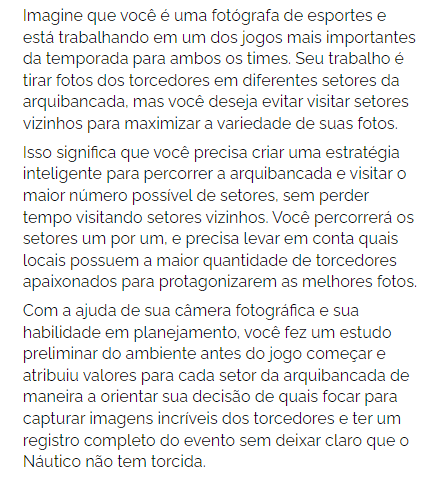 Imagine que você é uma fotógrafa de esportes e
está trabalhando em um dos jogos mais importantes
da temporada para ambos os times. Seu trabalho é
tirar fotos dos torcedores em diferentes setores da
arquibancada, mas você deseja evitar visitar setores
vizinhos para maximizar a variedade de suas fotos.
Isso significa que você precisa criar uma estratégia
inteligente para percorrer a arquibancada e visitar o
maior número possível de setores, sem perder
tempo visitando setores vizinhos. Você percorrerá os
setores um por um, e precisa levar em conta quais
locais possuem a maior quantidade de torcedores
apaixonados para protagonizarem as melhores fotos.
Com a ajuda de sua câmera fotográfica e sua
habilidade em planejamento, você fez um estudo
preliminar do ambiente antes do jogo começar e
atribuiu valores para cada setor da arquibancada de
maneira a orientar sua decisão de quais focar para
capturar imagens incríveis dos torcedores e ter um
registro completo do evento sem deixar claro que o
Náutico não tem torcida.